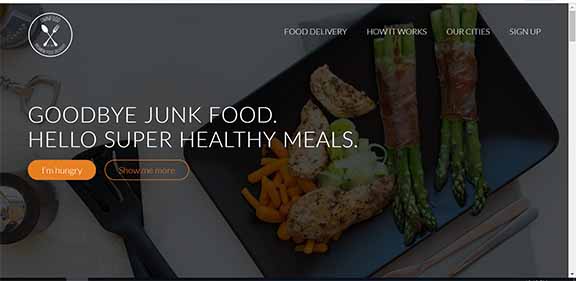 FOOD DELIVERY HOW IT WORKS OUR CITIES SIGN UP
GOODBYE JUNK FOOD.
HELLO SUPER HEALTHY MEALS.
I'm hungry Show me more